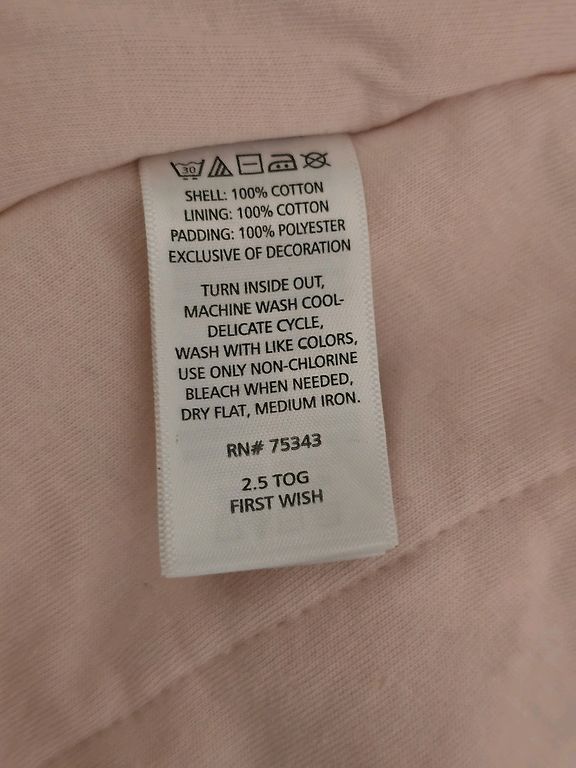 30
SHELL: 100% COTTON
LINING: 100% COTTON
PADDING: 100% POLYESTER
EXCLUSIVE OF DECORATION
TURN INSIDE OUT,
MACHINE WASH COOL-
DELICATE CYCLE,
WASH WITH LIKE COLORS,
USE ONLY NON-CHLORINE
BLEACH WHEN NEEDED,
DRY FLAT, MEDIUM IRON.
RN# 75343
2.5 TOG
FIRST WISH